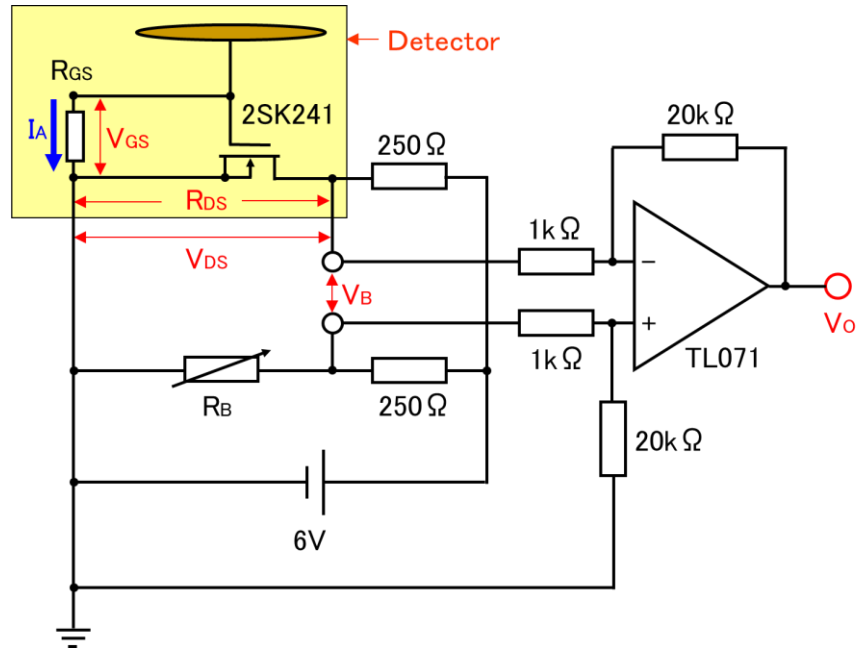 Detector
RGS
2SK241
20kΩ
IA
VGS
250Ω
RDS
1kΩ
VDS
−
VB
+
VO
TL071
1kΩ
RB
250Ω
20kΩ
6V